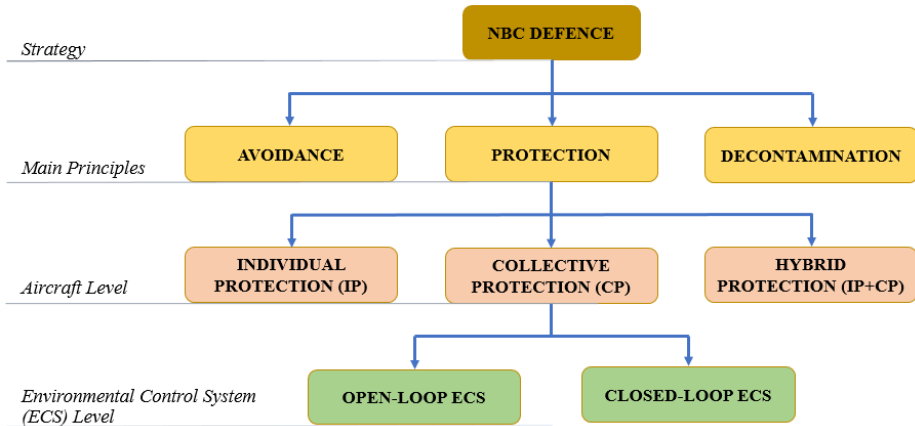 NBC DEFENCE
Strategy
AVOIDANCE
PROTECTION
DECONTAMINATION
Main Principles
INDIVIDUAL
PROTECTION (IP)
COLLECTIVE
PROTECTION (CP)
HYBRID
PROTECTION (IP+CP)
Aircraft Level
OPEN-LOOP ECS
CLOSED-LOOP ECS
Environmental Control System
(ECS) Level